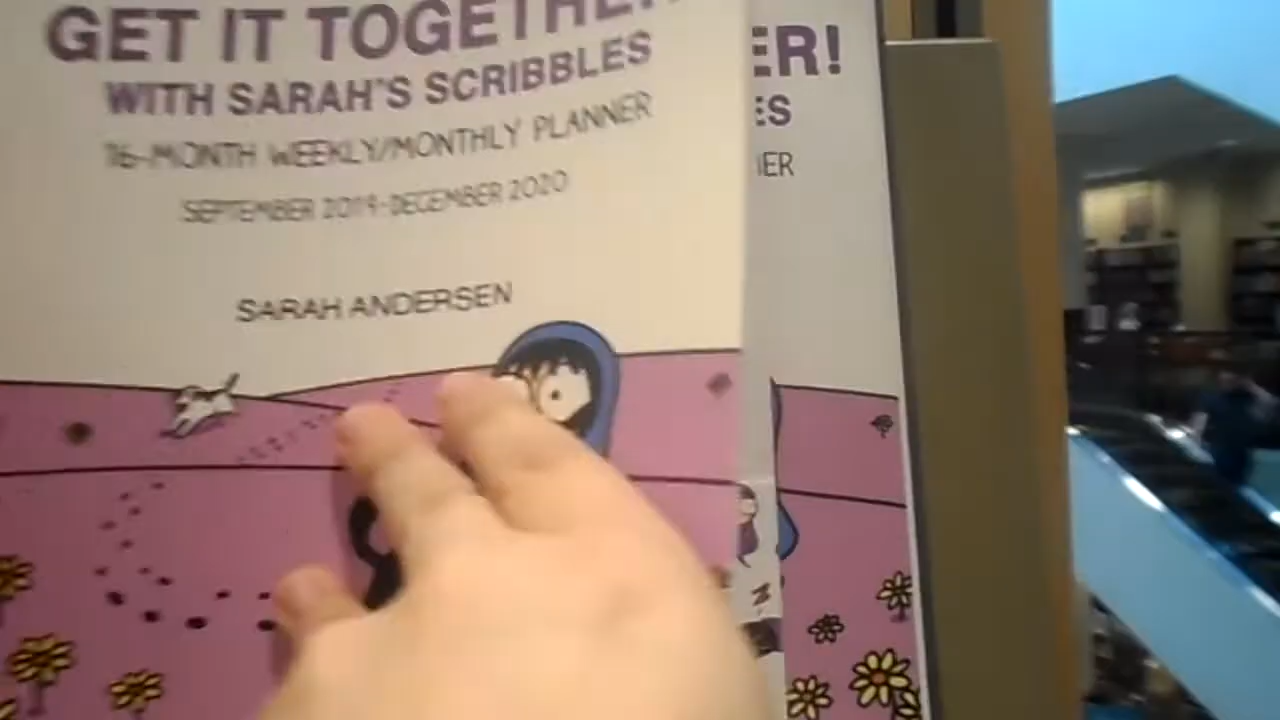 GET IT TOGETHER
WITH SARAH'S SCRIBBLES
16-MONTH WEEKLY/MONTHLY PLANNER
SEPTEMBER 2019-DECEMBER 2020
SARAH ANDERSEN
ER!
ES
ER
z